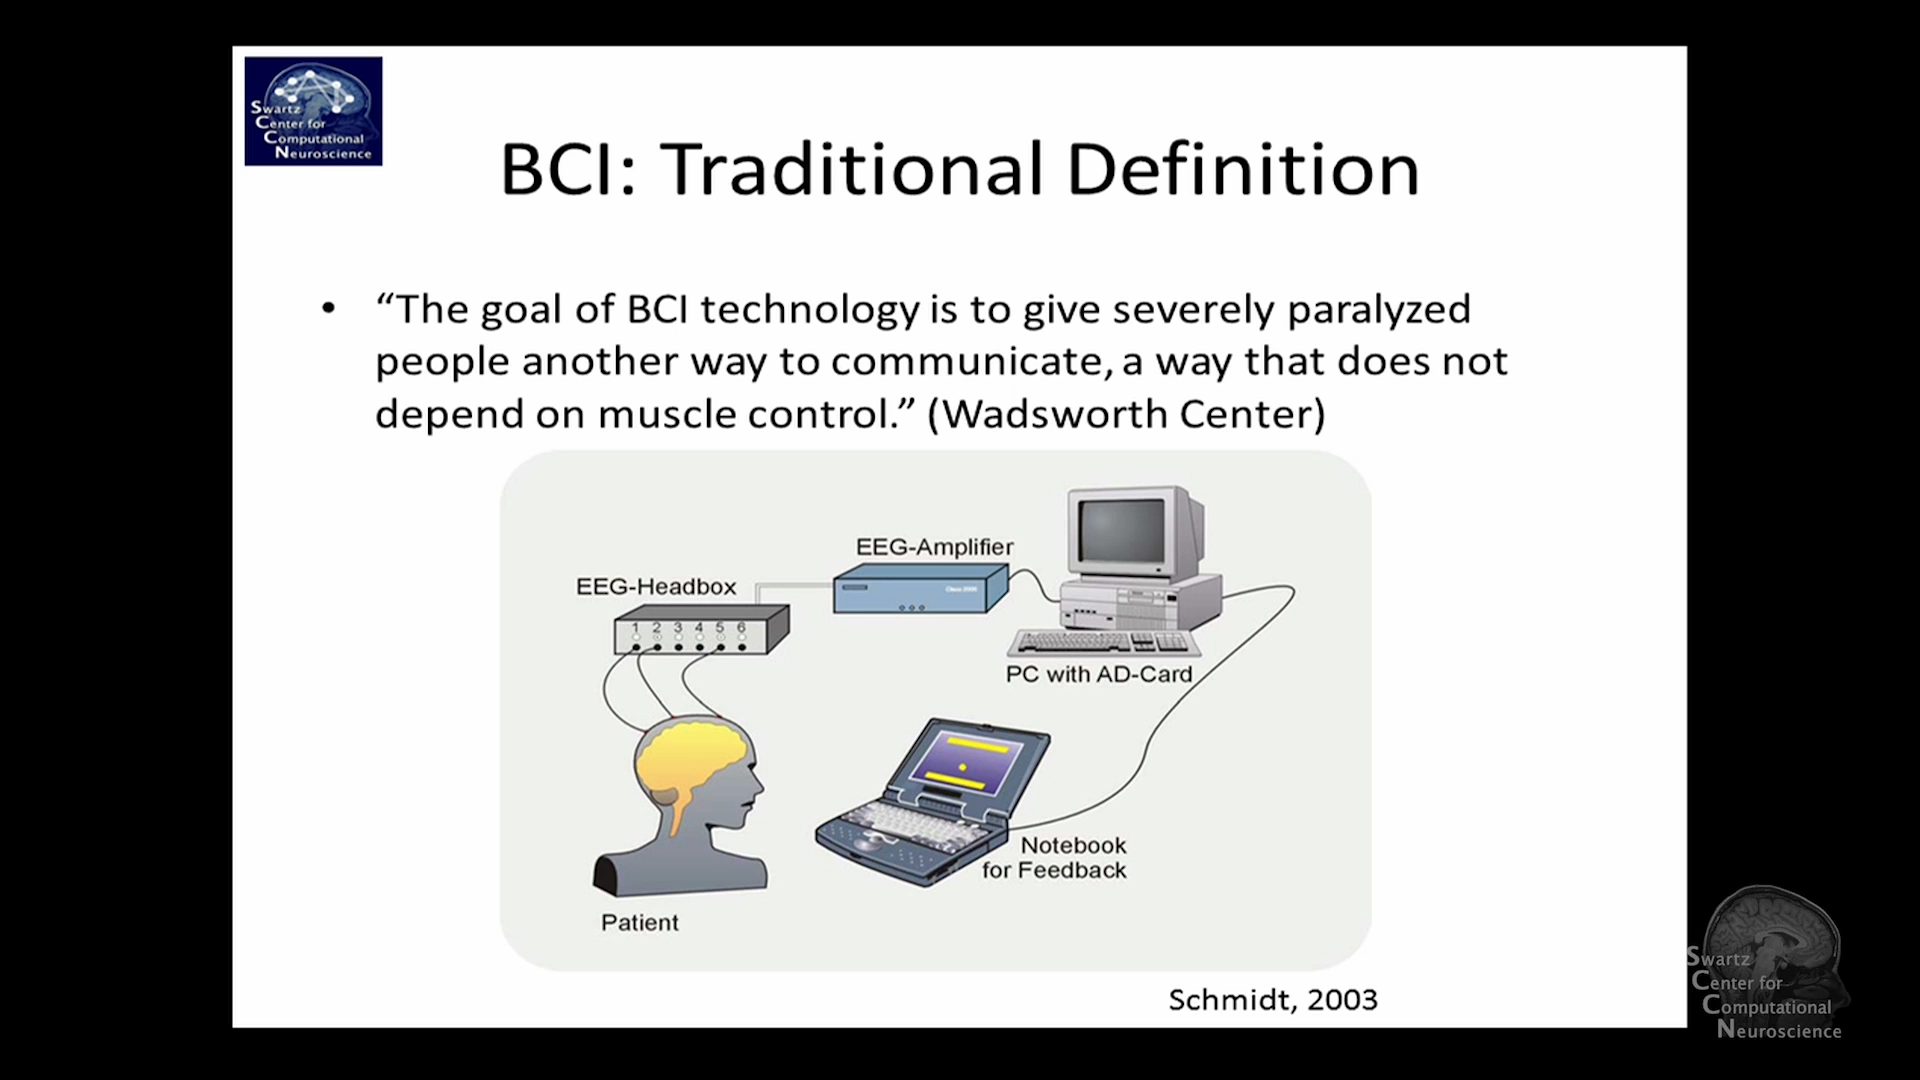 Swartz
Center for
Computational
Neuroscience
BCI: Traditional Definition
• “The goal of BCI technology is to give severely paralyzed
people another way to communicate, a way that does not
depend on muscle control.” (Wadsworth Center)
EEG-Amplifier
EEG-Headbox
1 2 3 4 5 6
PC with AD-Card
Notebook
for Feedback
Patient
Schmidt, 2003
Swartz
Center for
Computational
Neuroscience